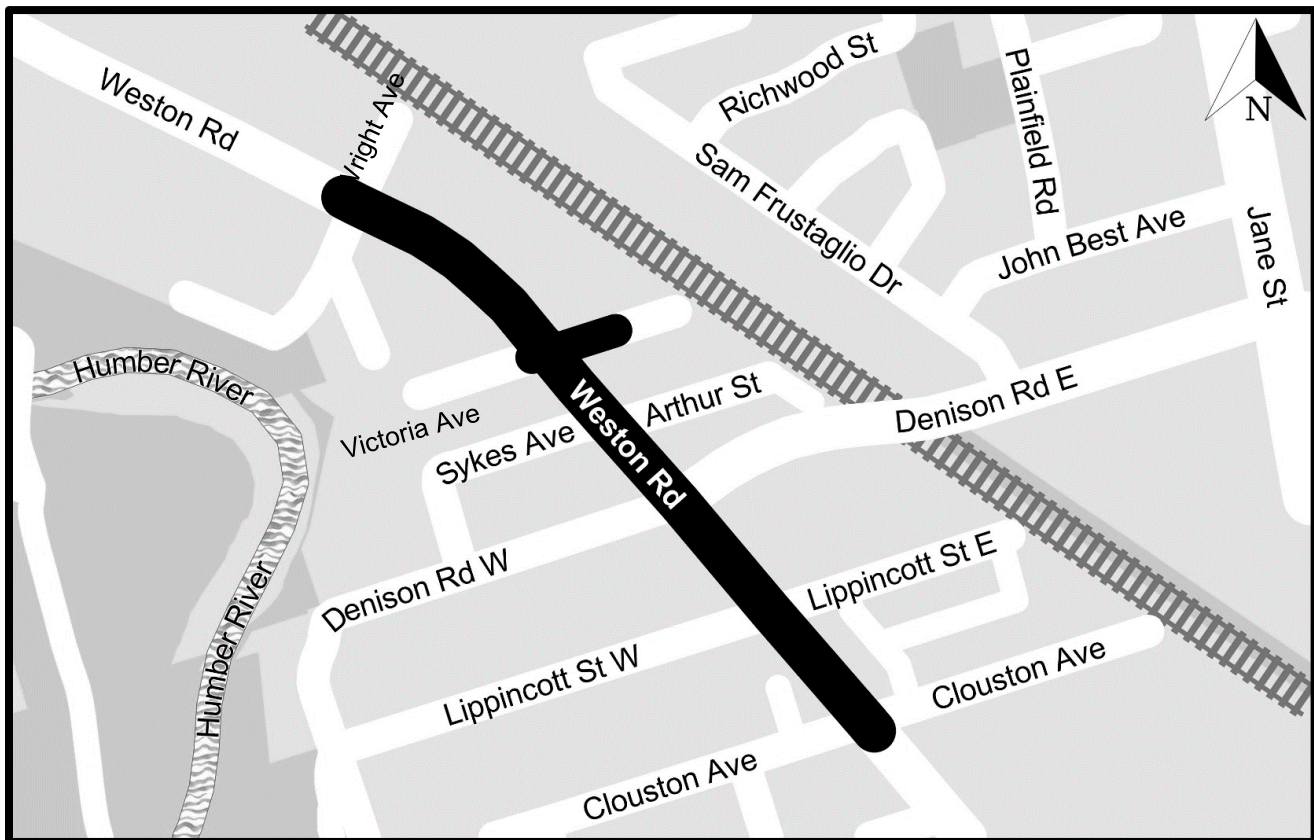 Weston Rd
Wright Ave
Richwood St
Plainfield Rd
N
Sam Frustaglio Dr
John Best Ave
Jane St
Humber River
Victoria Ave
Sykes Ave
Arthur St
Weston Rd
Denison Rd E
Denison Rd W
Humber River
Lippincott St E
Lippincott St W
Clouston Ave
Clouston Ave